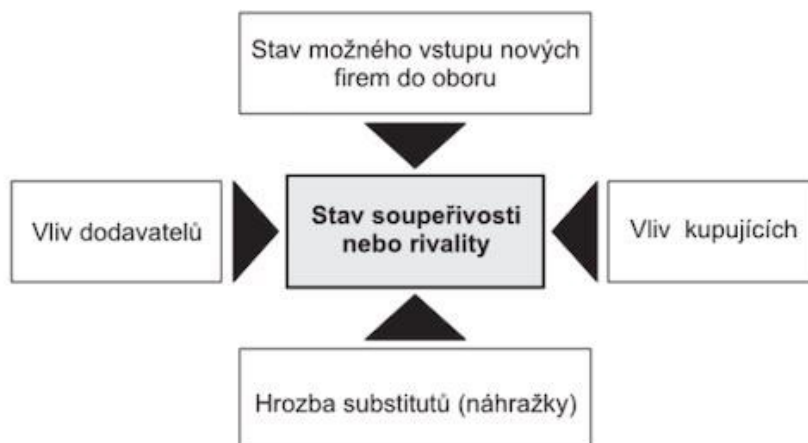 Stav možného vstupu nových
firem do oboru
Vliv dodavatelů
Stav soupeřivosti
nebo rivality
Vliv kupujících
Hrozba substitutů (náhražky)